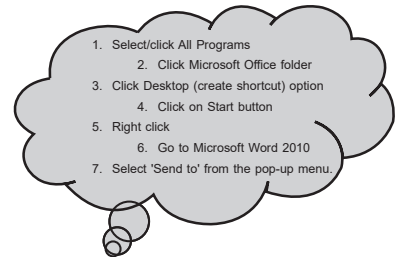 1. Select/click All Programs
2. Click Microsoft Office folder
3. Click Desktop (create shortcut) option
4. Click on Start button
5. Right click
6. Go to Microsoft Word 2010
7. Select 'Send to' from the pop-up menu.